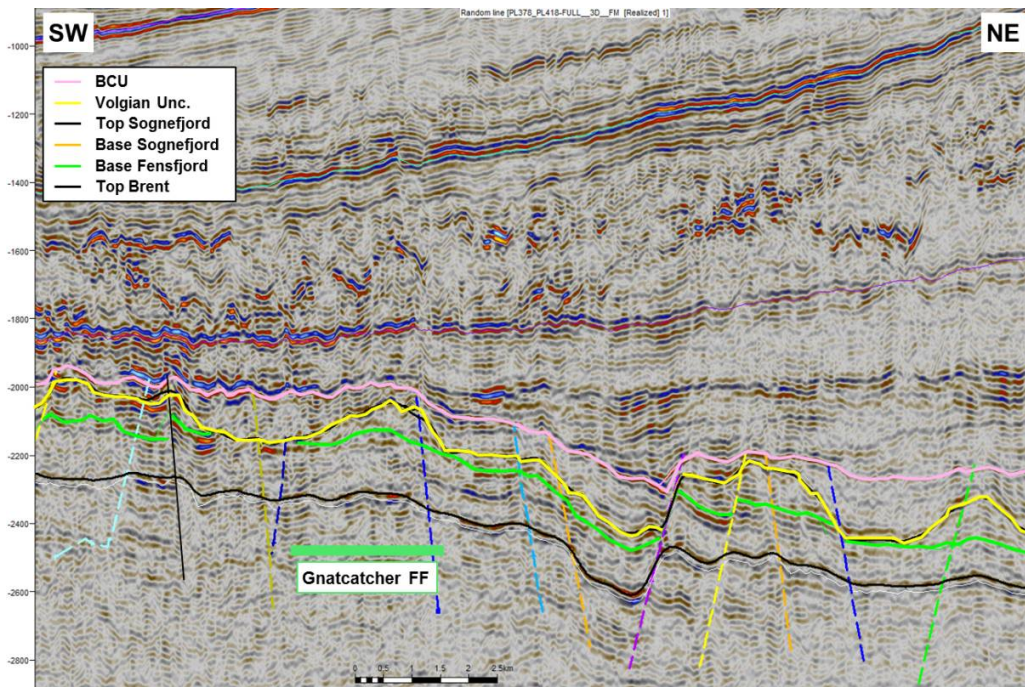 Random line [PL378_PL418-FULL__3D__FM [Realized] 1]
SW
NE
-1000
BCU
Volgian Unc.
Top Sognefjord
Base Sognefjord
Base Fensfjord
Top Brent
-1200
-1400
-1600
-1800
-2000
-2200
-2400
-2600
-2800
Gnatcatcher FF
0 0.5 1.0 1.5 2.0 2.5km